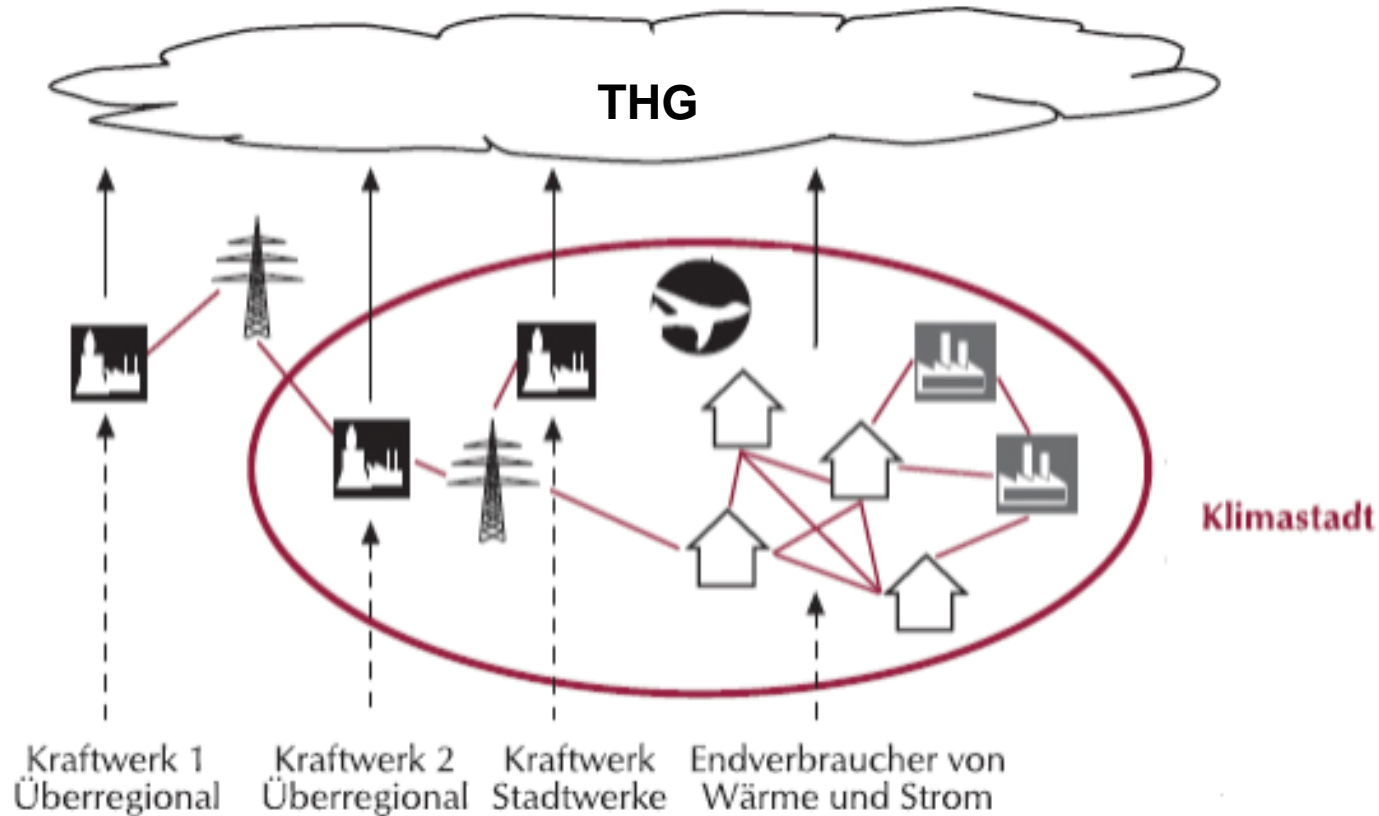 THG
Klimastadt
Kraftwerk 1
Überregional
Kraftwerk 2
Überregional
Kraftwerk
Stadtwerke
Endverbraucher von
Wärme und Strom